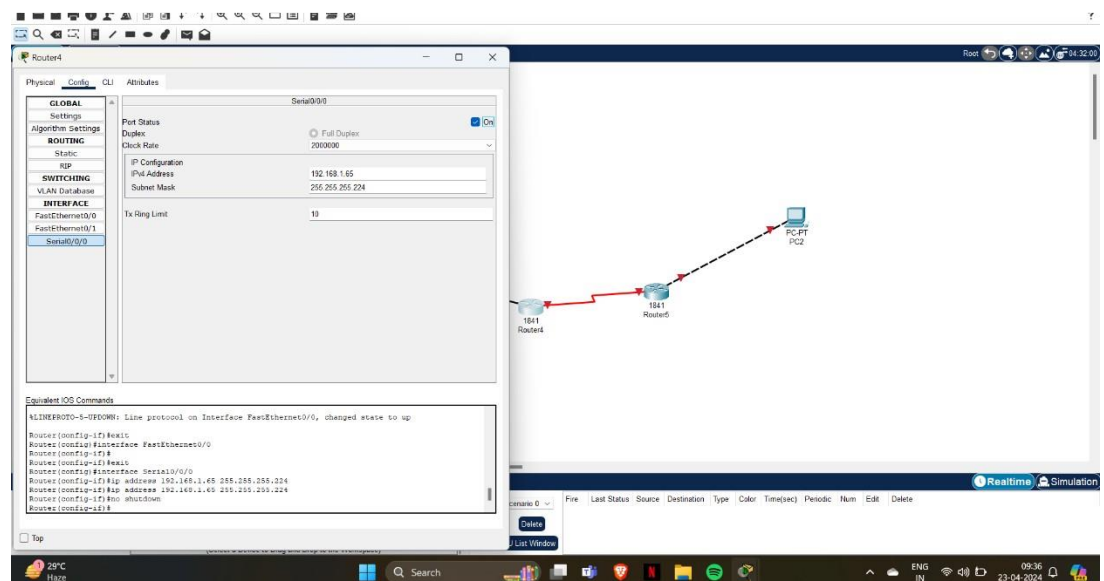 Router4
Root
04:32:00
Physical Config CLI Attributes
GLOBAL
Settings
Algorithm Settings
ROUTING
Static
RIP
SWITCHING
VLAN Database
INTERFACE
FastEthernet0/0
FastEthernet0/1
Serial0/0/0
Serial0/0/0
Port Status
On
Duplex
Full Duplex
Clock Rate
2000000
IP Configuration
IPv4 Address
192.168.1.65
Subnet Mask
255.255.255.224
Tx Ring Limit
10
PC-PT
PC2
1841
Router5
1841
Router4
Equivalent IOS Commands
%LINEPROTO-5-UPDOWN: Line protocol on Interface FastEthernet0/0, changed state to up
Router(config-if)#exit
Router(config)#interface FastEthernet0/0
Router(config-if)#
Router(config-if)#exit
Router(config)#interface Serial0/0/0
Router(config-if)#ip address 192.168.1.65 255.255.255.224
Router(config-if)#ip address 192.168.1.65 255.255.255.224
Router(config-if)#no shutdown
Router(config-if)#
Top
Realtime
Simulation
cenario 0
Fire Last Status Source Destination Type Color Time(sec) Periodic Num Edit Delete
Delete
U List Window
29°C
Haze
Search
ENG
IN
09:36
23-04-2024